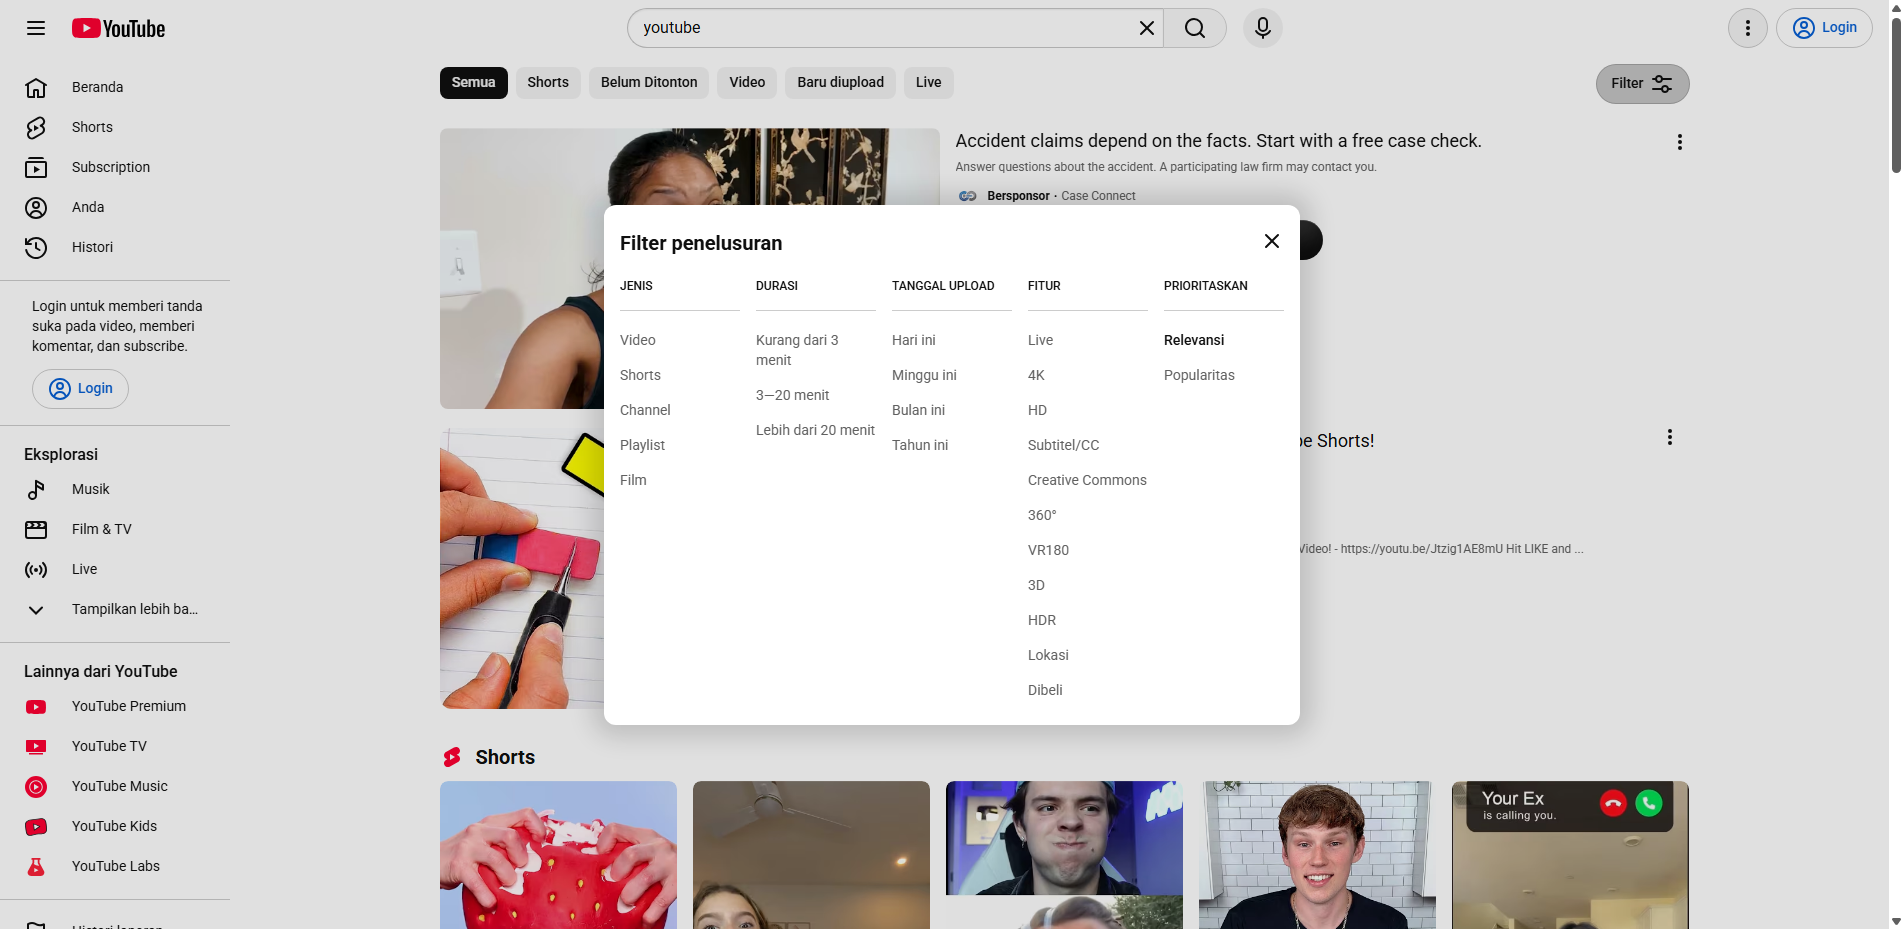 YouTube
youtube
Login
Beranda
Shorts
Subscription
Anda
Histori
Login untuk memberi tanda
suka pada video, memberi
komentar, dan subscribe.
Login
Eksplorasi
Musik
Film & TV
Live
Tampilkan lebih ba...
Lainnya dari YouTube
YouTube Premium
YouTube TV
YouTube Music
YouTube Kids
YouTube Labs
Semua
Shorts
Belum Ditonton
Video
Baru diupload
Live
Filter
Accident claims depend on the facts. Start with a free case check.
Answer questions about the accident. A participating law firm may contact you.
Bersponsor · Case Connect
Filter penelusuran
JENIS
Video
Shorts
Channel
Playlist
Film
DURASI
Kurang dari 3
menit
3–20 menit
Lebih dari 20 menit
TANGGAL UPLOAD
Hari ini
Minggu ini
Bulan ini
Tahun ini
FITUR
Live
4K
HD
Subtitel/CC
Creative Commons
360°
VR180
3D
HDR
Lokasi
Dibeli
PRIORITASKAN
Relevansi
Popularitas
Shorts!
Video! - https://youtu.be/Jtzig1AE8mU Hit LIKE and ...
Shorts
Your Ex
is calling you.